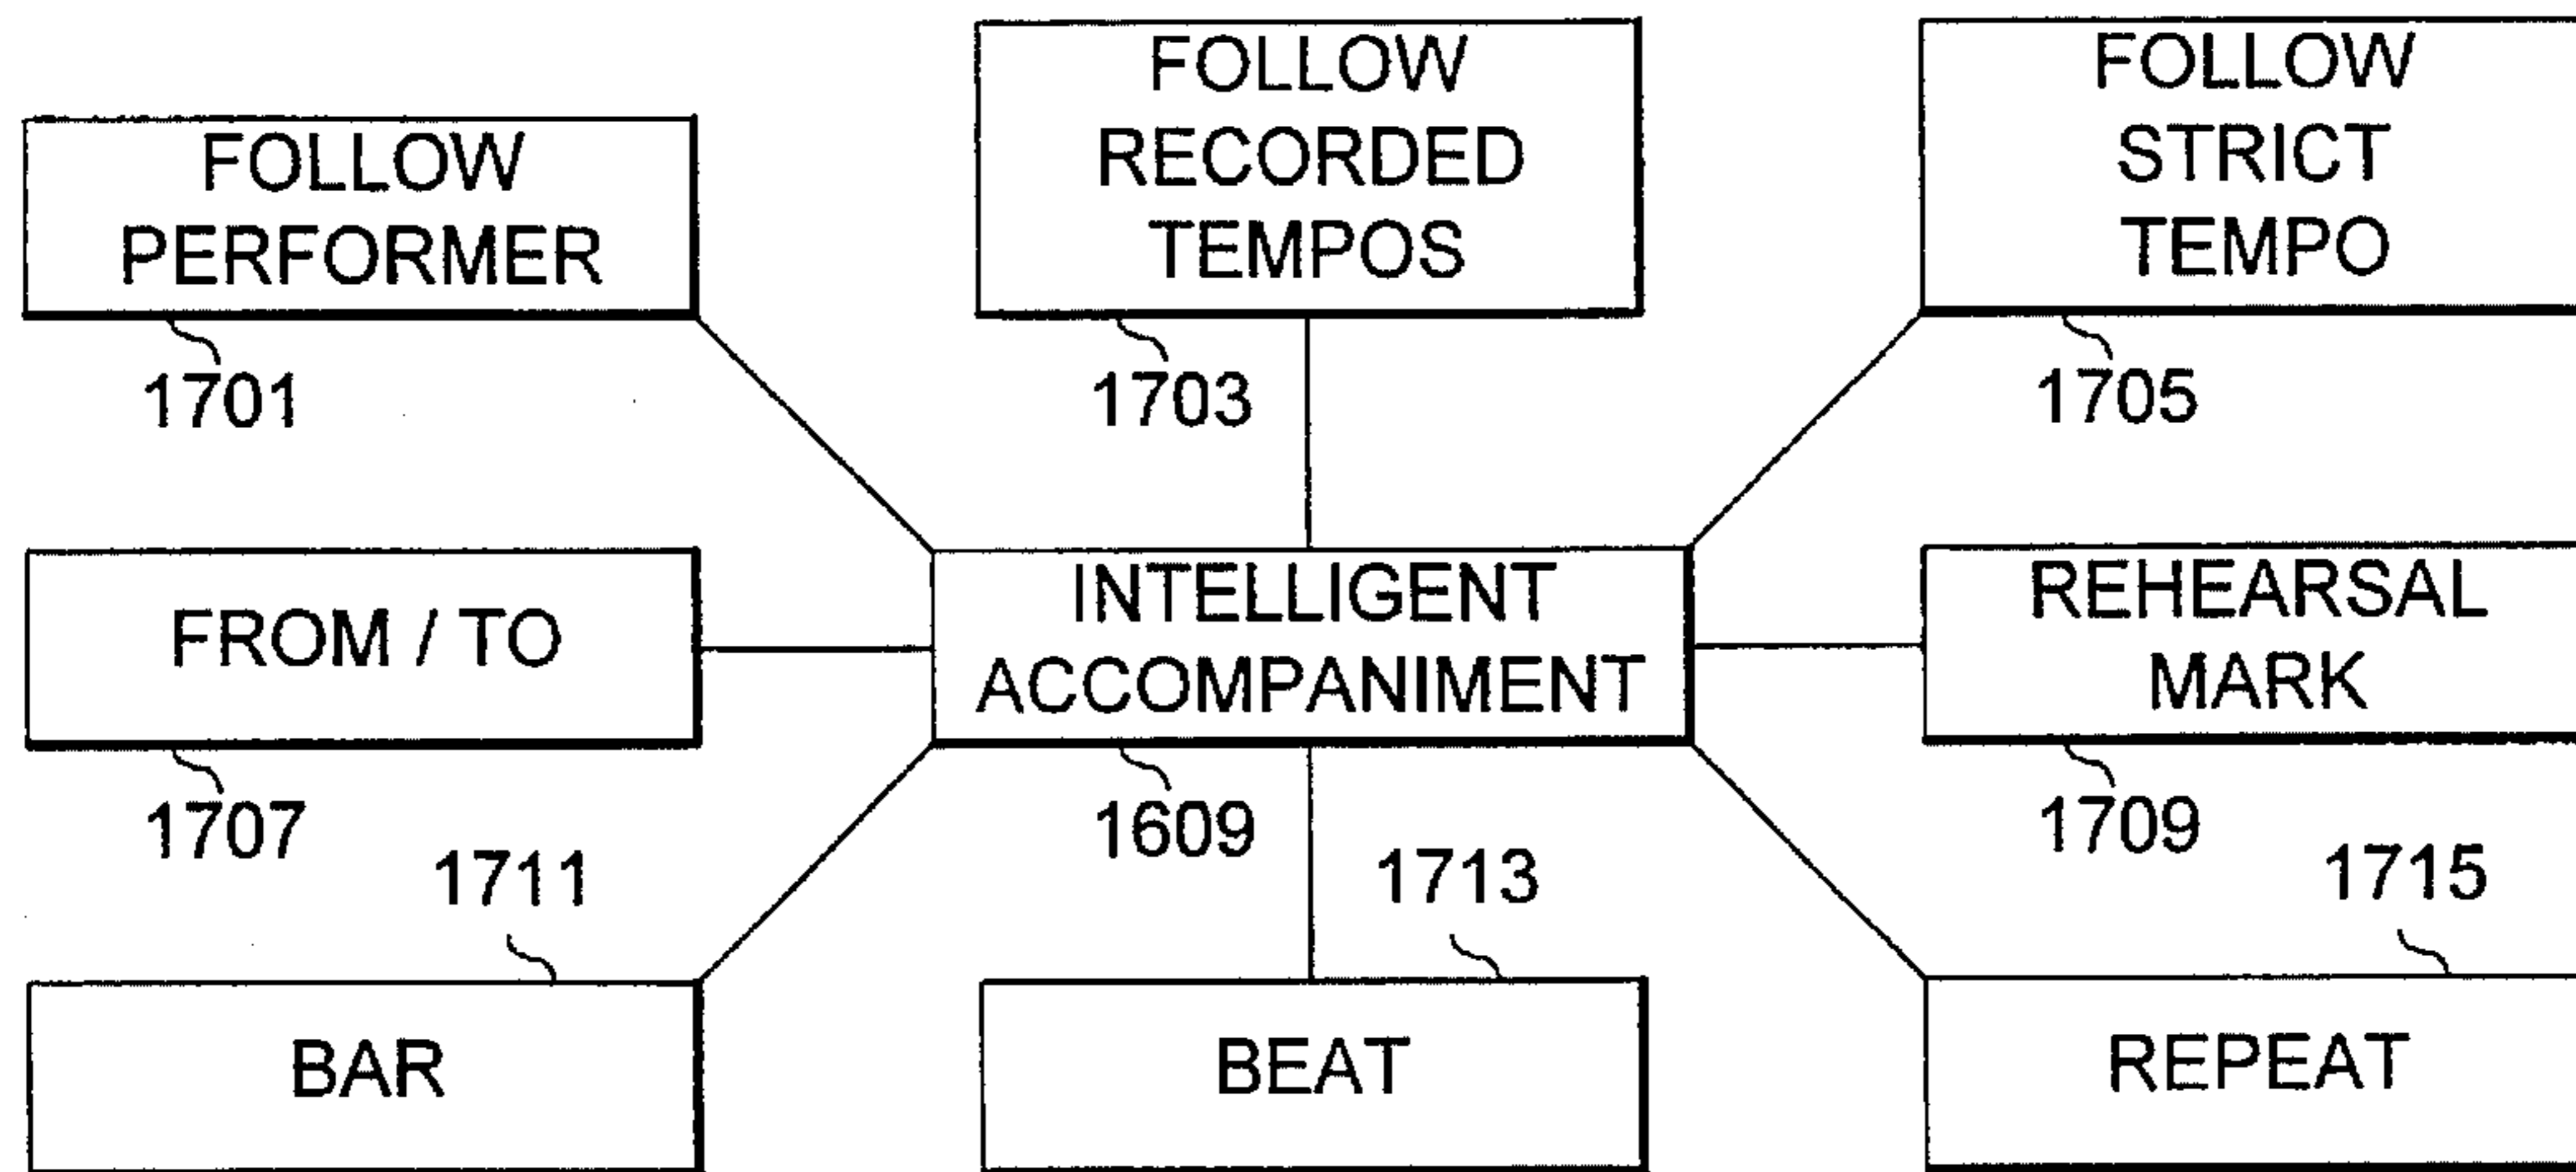 FOLLOW
PERFORMER
1701
FOLLOW
RECORDED
TEMPOS
1703
FOLLOW
STRICT
TEMPO
1705
FROM / TO
1707
INTELLIGENT
ACCOMPANIMENT
1609
REHEARSAL
MARK
1709
1711
BAR
1713
BEAT
1715
REPEAT